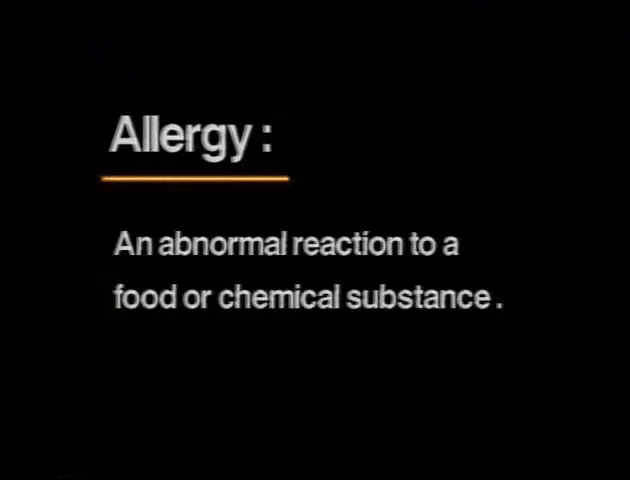 Allergy :
An abnormal reaction to a
food or chemical substance .